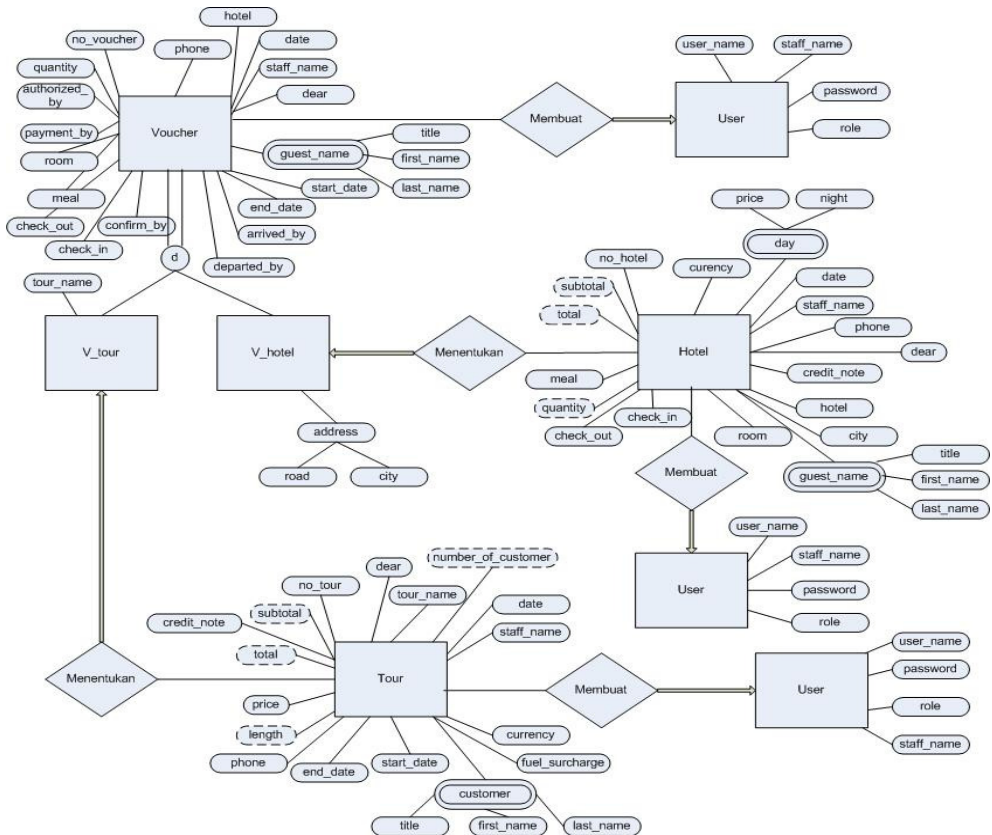 hotel
no_voucher
phone
date
user_name
staff_name
quantity
staff_name
authorized_
by
dear
password
Voucher
Membuat
User
payment_by
title
role
room
guest_name
first_name
meal
start_date
last_name
end_date
price
night
check_out
confirm_by
arrived_by
check_in
day
d
departed_by
no_hotel
curency
tour_name
subtotal
date
total
staff_name
phone
V_tour
V_hotel
Menentukan
Hotel
dear
meal
credit_note
quantity
check_in
hotel
address
check_out
room
city
road
city
Membuat
title
guest_name
first_name
last_name
user_name
number_of_customer
staff_name
dear
no_tour
tour_name
User
password
subtotal
date
credit_note
role
total
staff_name
user_name
Menentukan
Tour
Membuat
User
password
price
role
length
currency
staff_name
phone
start_date
fuel_surcharge
end_date
customer
title
first_name
last_name